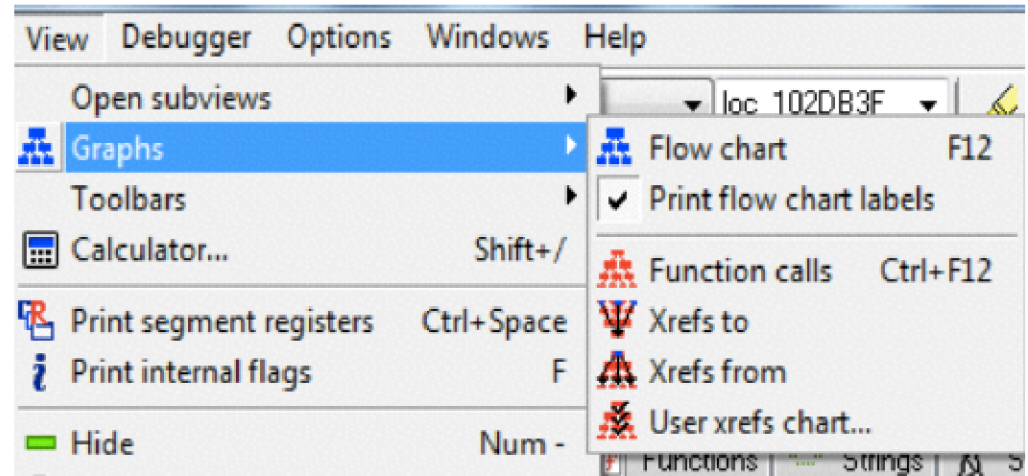 View Debugger Options Windows Help
Open subviews
loc_102DB3F
Graphs
Flow chart F12
Toolbars
Print flow chart labels
Calculator... Shift+/
Function calls Ctrl+F12
Print segment registers Ctrl+Space
Xrefs to
Print internal flags F
Xrefs from
User xrefs chart...
Hide Num -
Functions Strings S